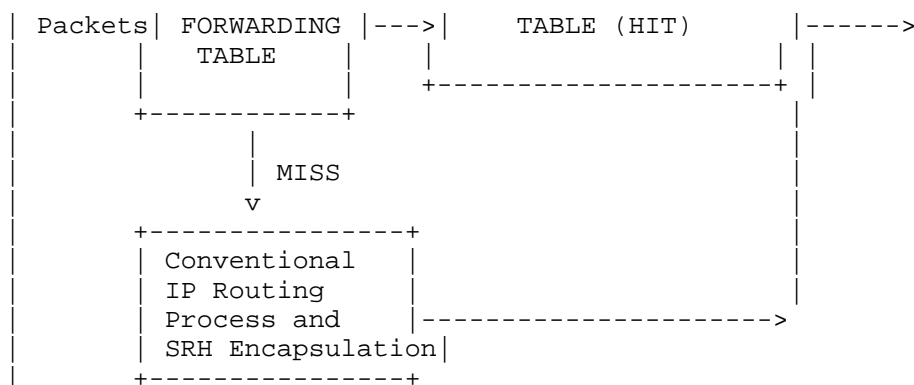 Packets FORWARDING TABLE (HIT)
TABLE
MISS
v
Conventional
IP Routing
Process and
SRH Encapsulation